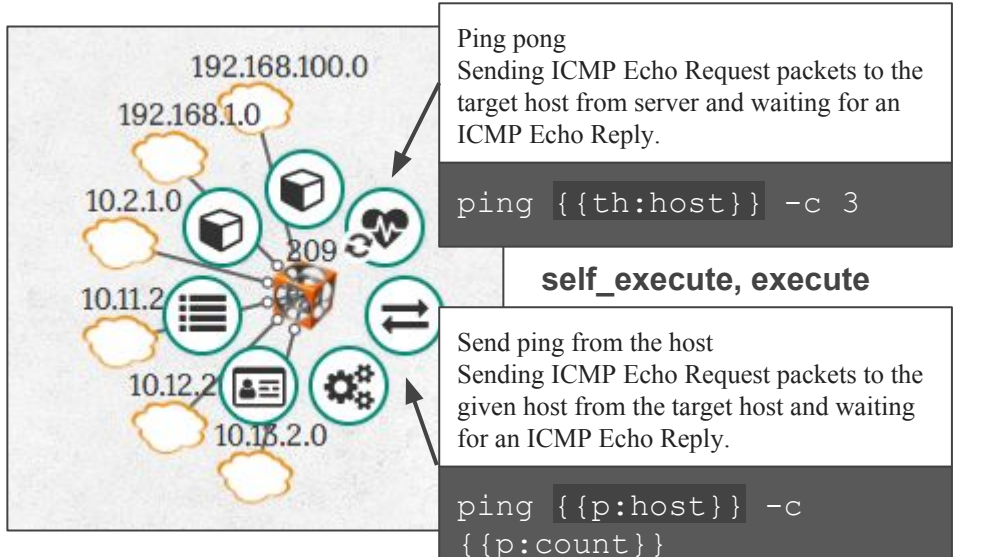 192.168.100.0
192.168.1.0
10.2.1.0
209
10.11.2
10.12.2
10.13.2.0
Ping pong
Sending ICMP Echo Request packets to the
target host from server and waiting for an
ICMP Echo Reply.
ping {{th:host}} -c 3
self_execute, execute
Send ping from the host
Sending ICMP Echo Request packets to the
given host from the target host and waiting
for an ICMP Echo Reply.
ping {{p:host}} -c
{{p:count}}